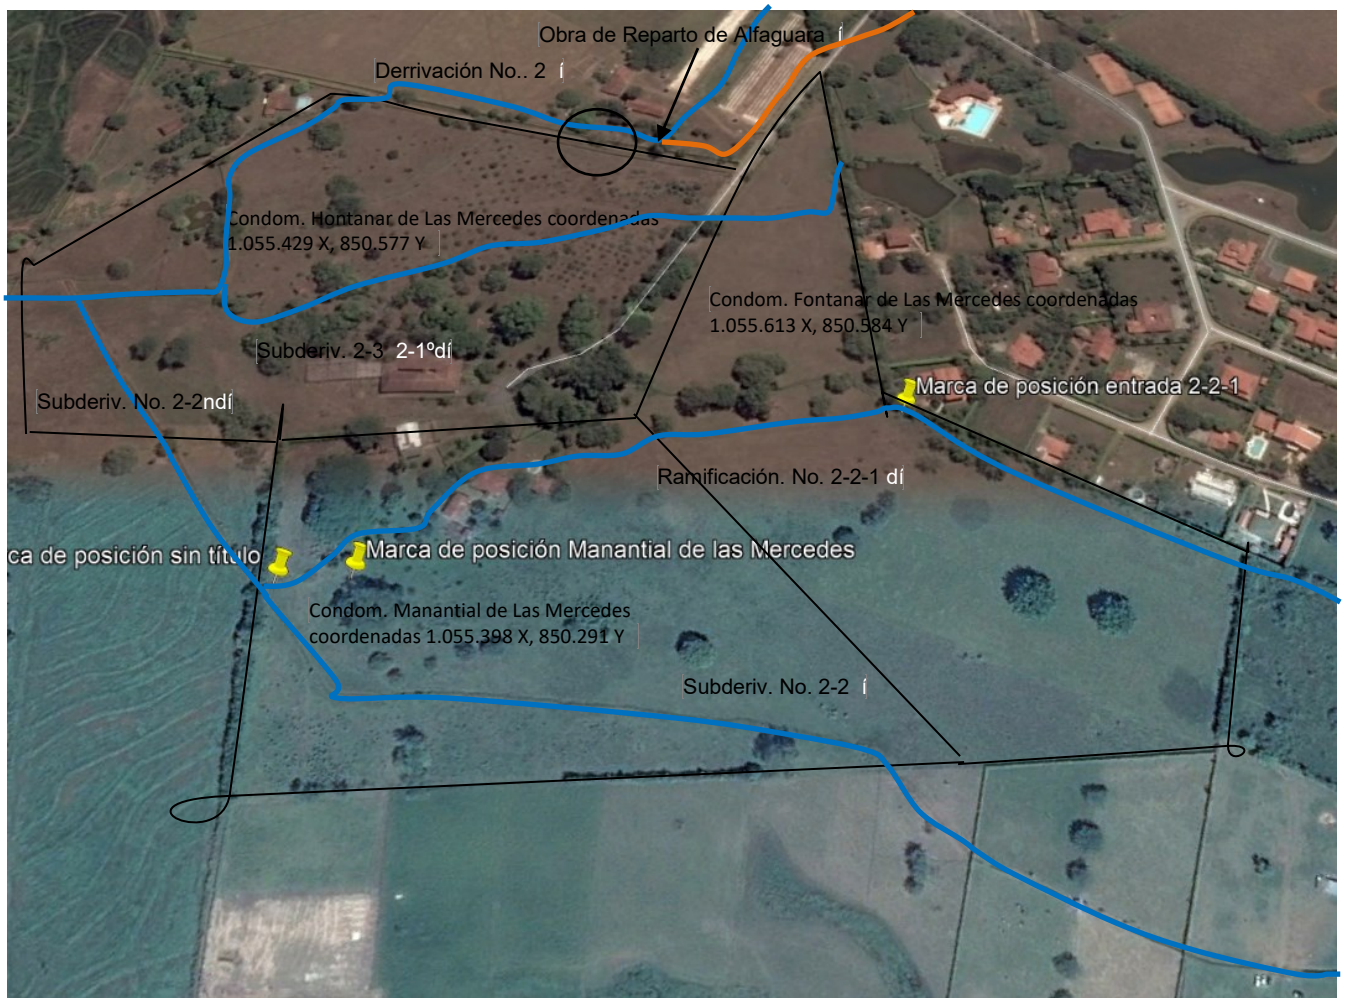 Obra de Reparto de Alfaguara í
Derrivación No.. 2 í
Condom. Hontanar de Las Mercedes coordenadas
1.055.429 X, 850.577 Y
Condom. Fontanar de Las Mercedes coordenadas
1.055.613 X, 850.584 Y
Subderiv. 2-3 2-1ºdí
Marca de posición entrada 2-2-1
Subderiv. No. 2-2ndí
Ramificación. No. 2-2-1 dí
rca de posición sin título
Marca de posición Manantial de las Mercedes
Condom. Manantial de Las Mercedes
coordenadas 1.055.398 X, 850.291 Y
Subderiv. No. 2-2 í